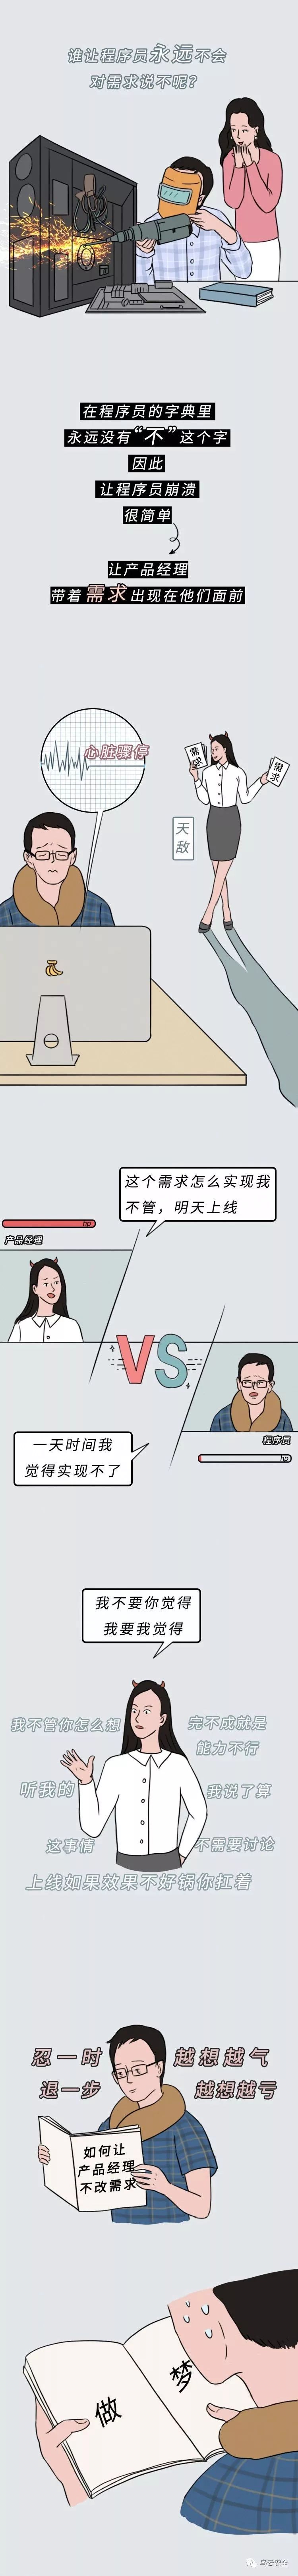 谁让程序员永远不会
对需求说不呢？
在程序员的字典里
永远没有“不”这个字
因此
让程序员崩溃
很简单
让产品经理
带着需求出现在他们面前
心脏骤停
需求
需求
天敌
这个需求怎么实现我
不管，明天上线
hp
产品经理
VS
一天时间我
觉得实现不了
程序员
hp
我不要你觉得
我要我觉得
我不管你怎么想
完不成就是
能力不行
听我的
我说了算
这事情
不需要讨论
上线如果效果不好锅你扛着
忍一时
越想越气
退一步
越想越亏
如何让
产品经理
不改需求
做
梦
乌云安全